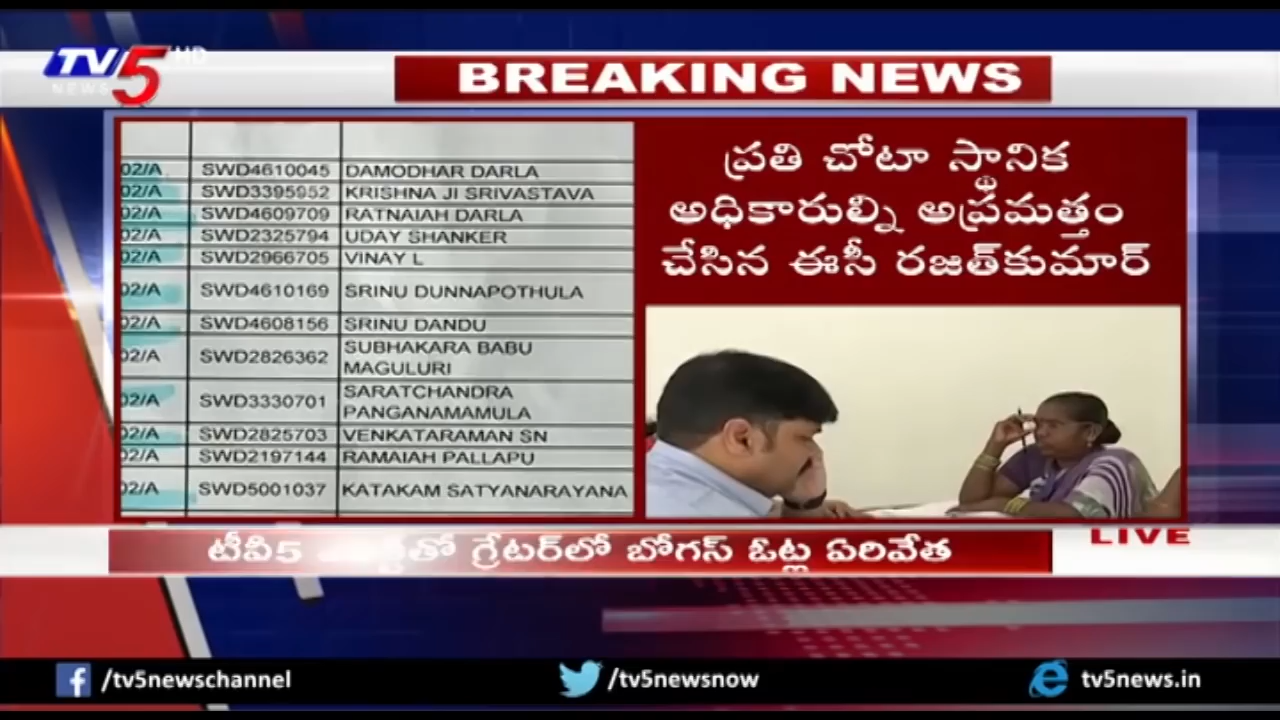 TV5 HD
NEWS
BREAKING NEWS
02/A SWD4610045 DAMODHAR DARLA
02/A SWD3395952 KRISHNA JI SRIVASTAVA
02/A SWD4609709 RATNAIAH DARLA
02/A SWD2325794 UDAY SHANKER
02/A SWD2966705 VINAY L
02/A SWD4610169 SRINU DUNNAPOTHULA
02/A SWD4608156 SRINU DANDU
02/A SWD2826362 SUBHAKARA BABU
MAGULURI
02/A SWD3330701 SARATCHANDRA
PANGANAMAMULA
02/A SWD2825703 VENKATARAMAN SN
02/A SWD2197144 RAMAIAH PALLAPU
02/A SWD5001037 KATAKAM SATYANARAYANA
ప్రతి చోటా స్థానిక
అధికారుల్ని అప్రమత్తం
చేసిన ఈసీ రజత్‌కుమార్
LIVE
టీవీ5 గ్రేటర్‌లో బోగస్ ఓట్ల ఏరివేత
/tv5newschannel
/tv5newsnow
tv5news.in